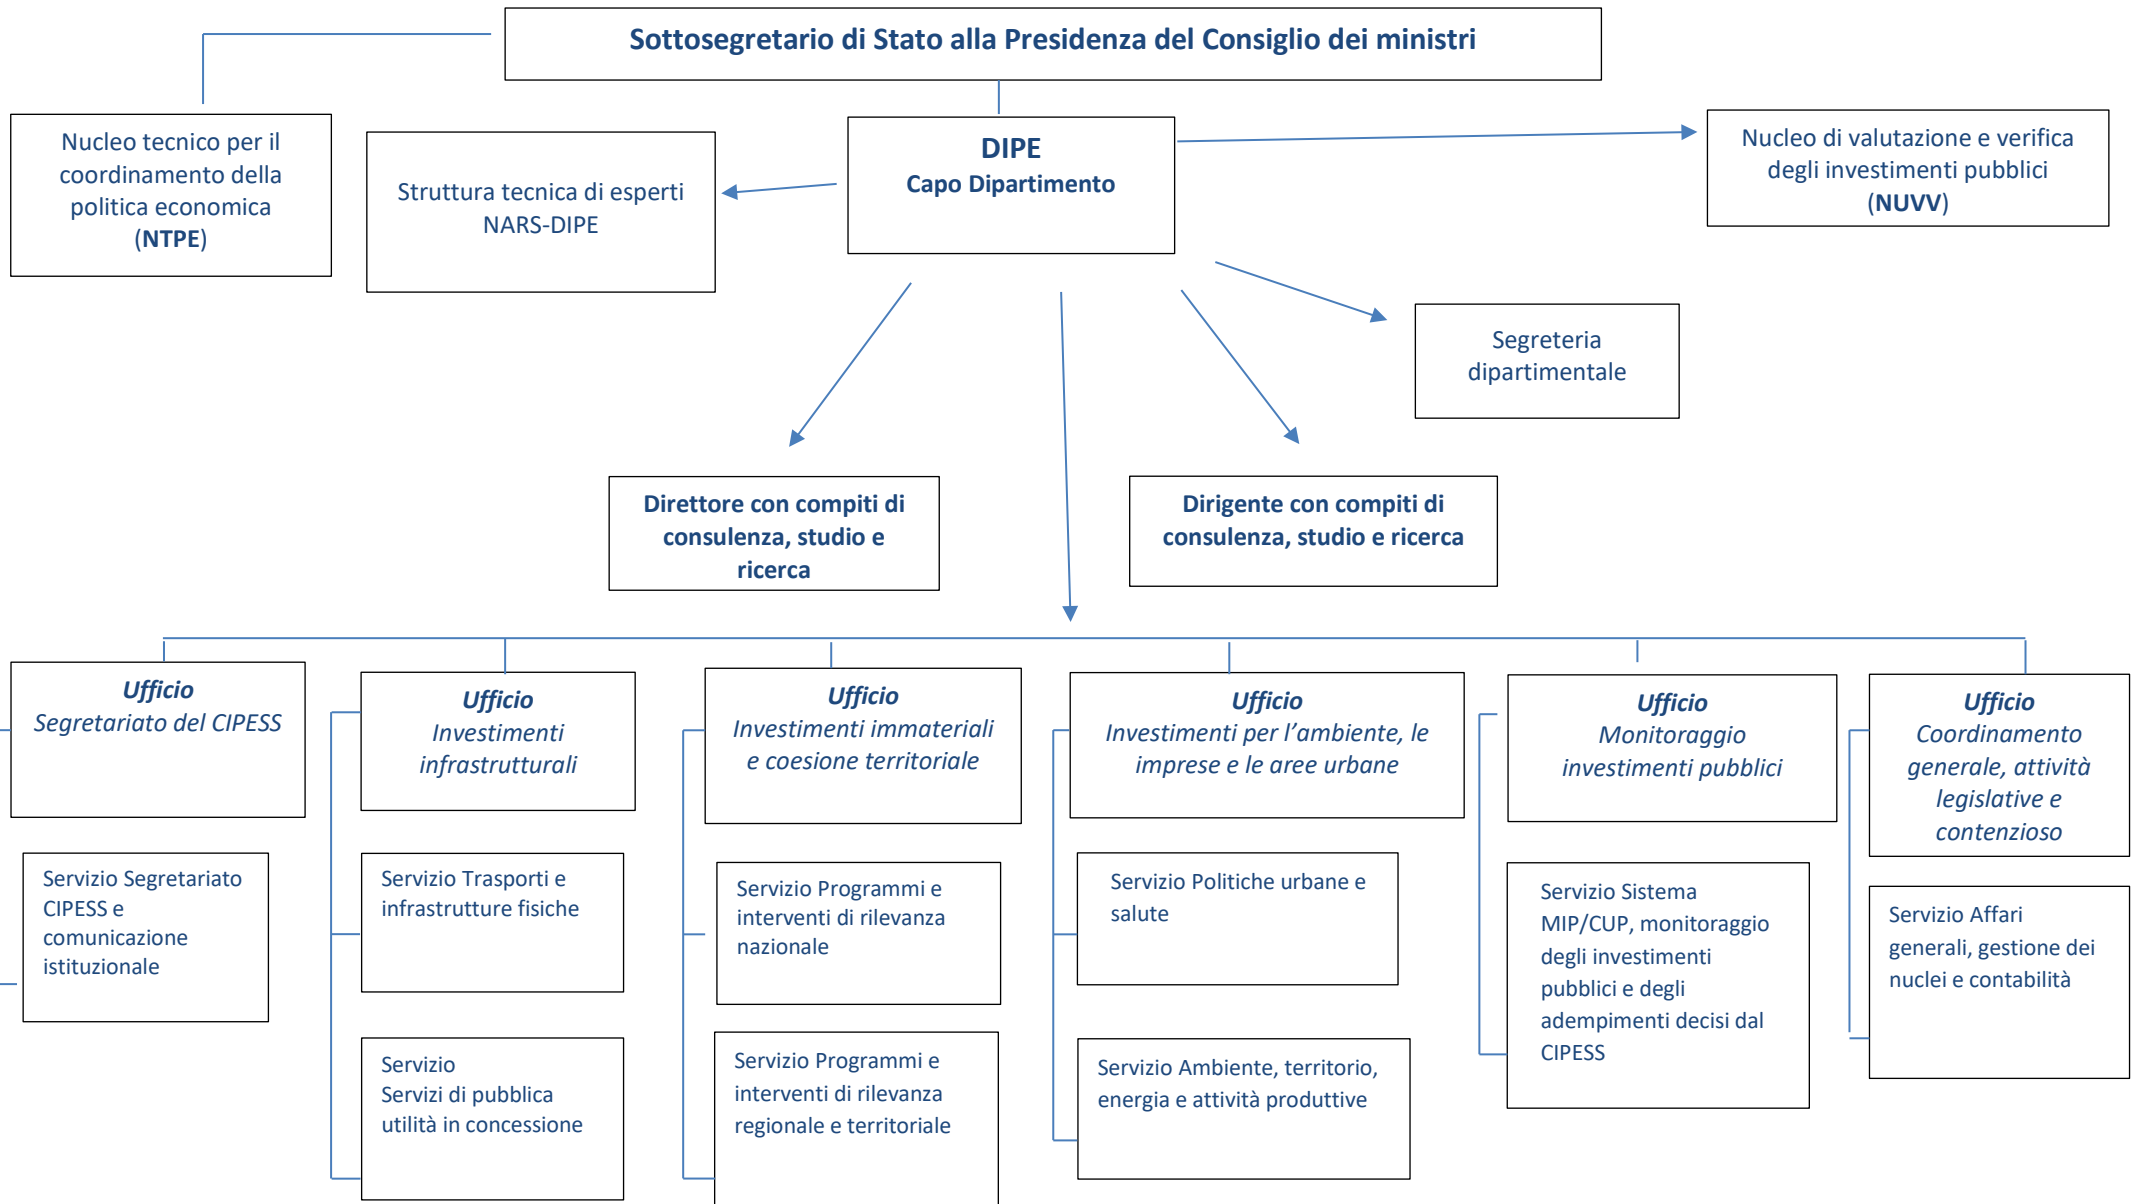 Sottosegretario di Stato alla Presidenza del Consiglio dei ministri
Nucleo tecnico per il
coordinamento della
politica economica
(NTPE)
Struttura tecnica di esperti
NARS-DIPE
DIPE
Capo Dipartimento
Nucleo di valutazione e verifica
degli investimenti pubblici
(NUVV)
Segreteria
dipartimentale
Direttore con compiti di
consulenza, studio e
ricerca
Dirigente con compiti di
consulenza, studio e ricerca
Ufficio
Segretariato del CIPESS
Ufficio
Investimenti
infrastrutturali
Ufficio
Investimenti immateriali
e coesione territoriale
Ufficio
Investimenti per l'ambiente, le
imprese e le aree urbane
Ufficio
Monitoraggio
investimenti pubblici
Ufficio
Coordinamento
generale, attività
legislative e
contenzioso
Servizio Segretariato
CIPESS e
comunicazione
istituzionale
Servizio Trasporti e
infrastrutture fisiche
Servizio Programmi e
interventi di rilevanza
nazionale
Servizio Politiche urbane e
salute
Servizio Sistema
MIP/CUP, monitoraggio
degli investimenti
pubblici e degli
adempimenti decisi dal
CIPESS
Servizio Affari
generali, gestione dei
nuclei e contabilità
Servizio
Servizi di pubblica
utilità in concessione
Servizio Programmi e
interventi di rilevanza
regionale e territoriale
Servizio Ambiente, territorio,
energia e attività produttive